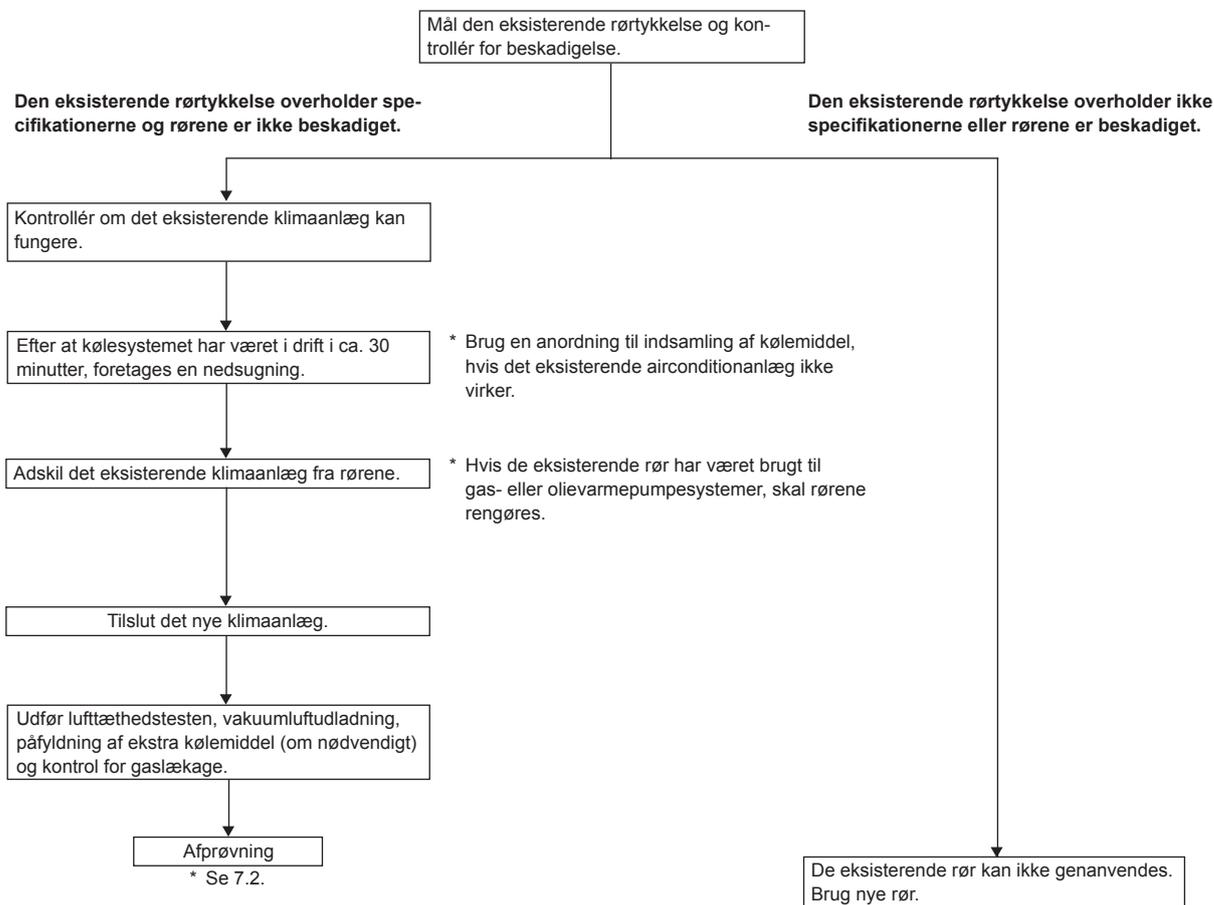 Mål den eksisterende rørtykkelse og kon-
trollér for beskadigelse.
Den eksisterende rørtykkelse overholder spe-
cifikationerne og rørene er ikke beskadiget.
Den eksisterende rørtykkelse overholder ikke
specifikationerne eller rørene er beskadiget.
Kontrollér om det eksisterende klimaanlæg kan
fungere.
Efter at kølesystemet har været i drift i ca. 30
minutter, foretages en nedsugning.
* Brug en anordning til indsamling af kølemiddel,
hvis det eksisterende airconditionanlæg ikke
virker.
Adskil det eksisterende klimaanlæg fra rørene.
* Hvis de eksisterende rør har været brugt til
gas- eller olievarmepumpesystemer, skal rørene
rengøres.
Tilslut det nye klimaanlæg.
Udfør lufttæthedstesten, vakuumluftudladning,
påfyldning af ekstra kølemiddel (om nødvendigt)
og kontrol for gaslækage.
Afprøvning
* Se 7.2.
De eksisterende rør kan ikke genanvendes.
Brug nye rør.